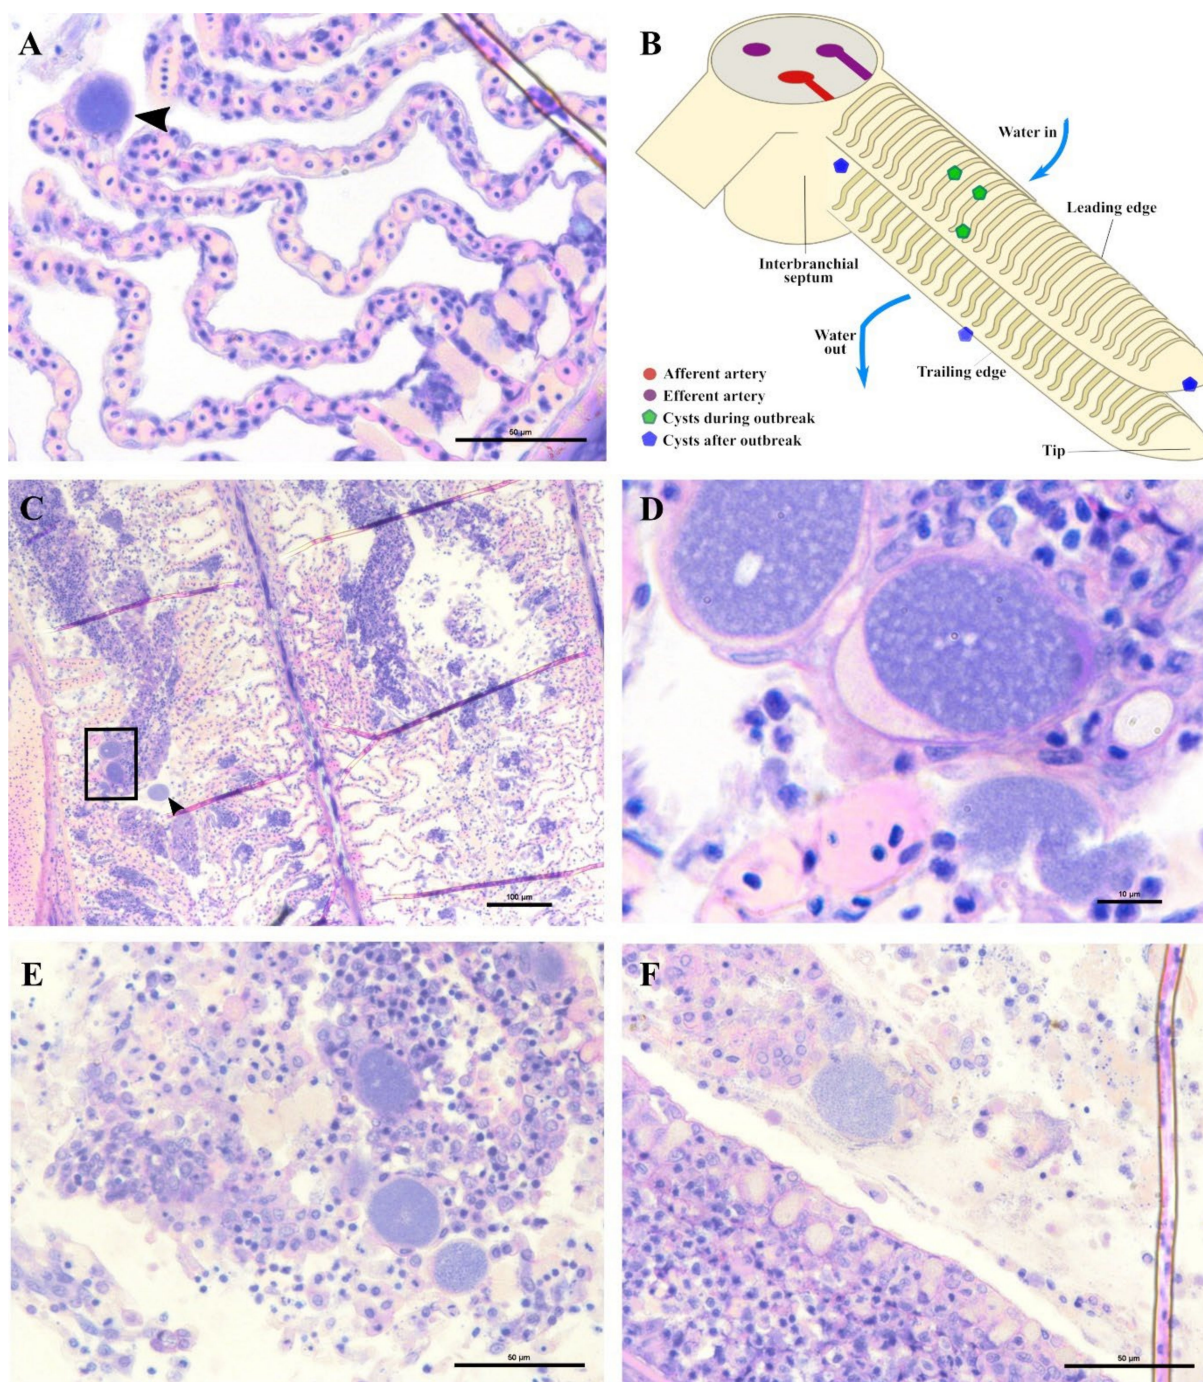 A
50 µm
B
Water in
Leading edge
Interbranchial
septum
Water
out
Trailing edge
Tip
Afferent artery
Efferent artery
Cysts during outbreak
Cysts after outbreak
C
100 µm
D
10 µm
E
50 µm
F
50 µm